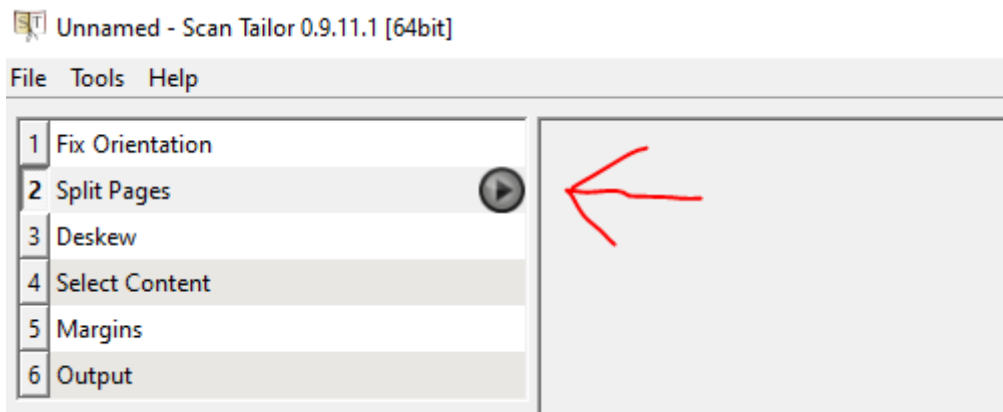 Unnamed - Scan Tailor 0.9.11.1 [64bit]
File Tools Help
1 Fix Orientation
2 Split Pages
3 Deskew
4 Select Content
5 Margins
6 Output